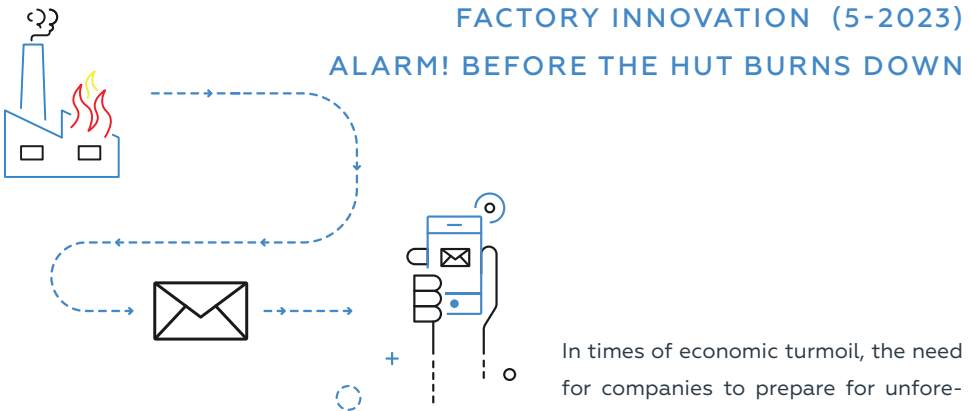 FACTORY INNOVATION (5-2023)
ALARM! BEFORE THE HUT BURNS DOWN
In times of economic turmoil, the need
for companies to prepare for unfore-